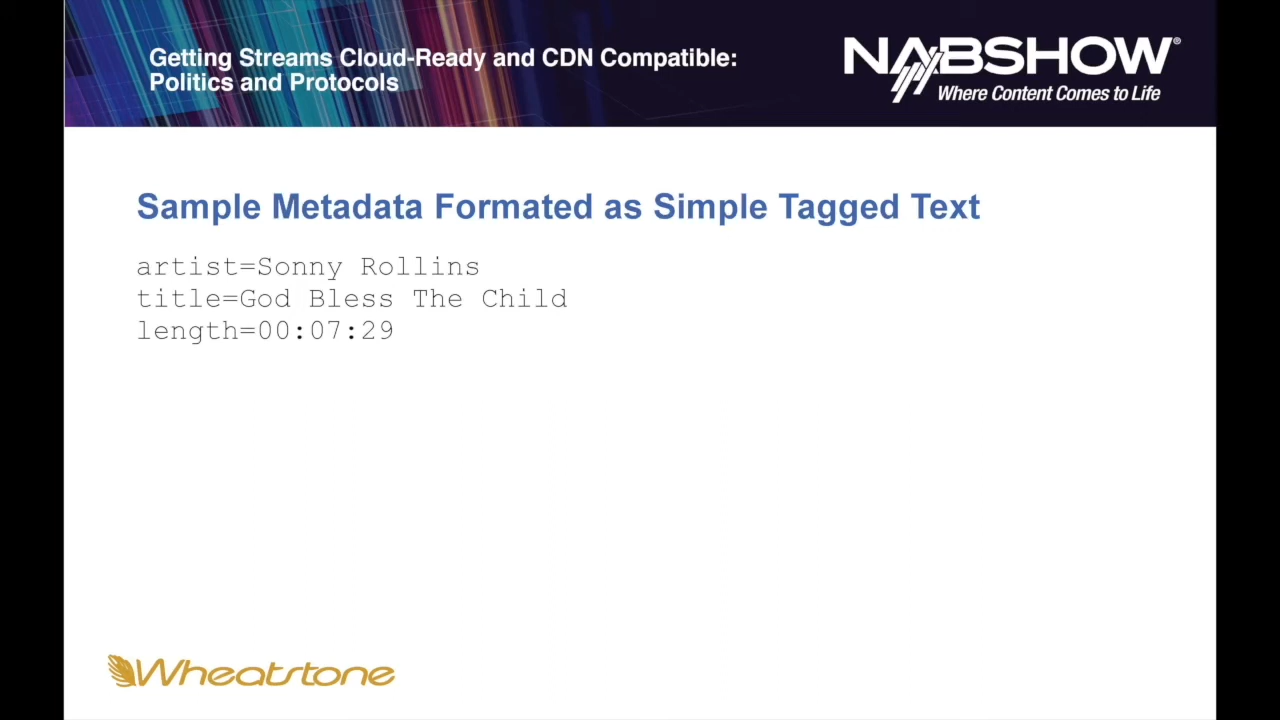 Getting Streams Cloud-Ready and CDN Compatible:
Politics and Protocols
NABSHOW®
Where Content Comes to Life
Sample Metadata Formated as Simple Tagged Text
artist=Sonny Rollins
title=God Bless The Child
length=00:07:29
Wheatstone